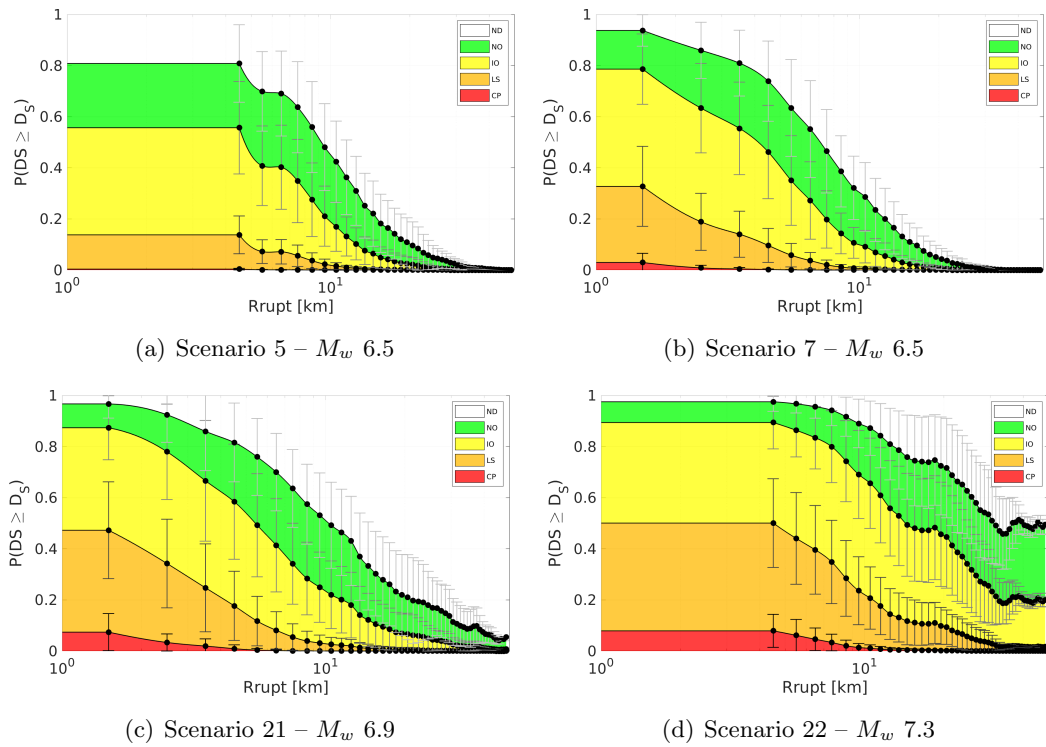 1
0.8
0.6
0.4
0.2
0
P(DS ≥ D_S)
10^0
10^1
Rrupt [km]
ND
NO
IO
LS
CP
(a) Scenario 5 – M_w 6.5
1
0.8
0.6
0.4
0.2
0
P(DS ≥ D_S)
10^0
10^1
Rrupt [km]
ND
NO
IO
LS
CP
(b) Scenario 7 – M_w 6.5
1
0.8
0.6
0.4
0.2
0
P(DS ≥ D_S)
10^0
10^1
Rrupt [km]
ND
NO
IO
LS
CP
(c) Scenario 21 – M_w 6.9
1
0.8
0.6
0.4
0.2
0
P(DS ≥ D_S)
10^0
10^1
Rrupt [km]
ND
NO
IO
LS
CP
(d) Scenario 22 – M_w 7.3